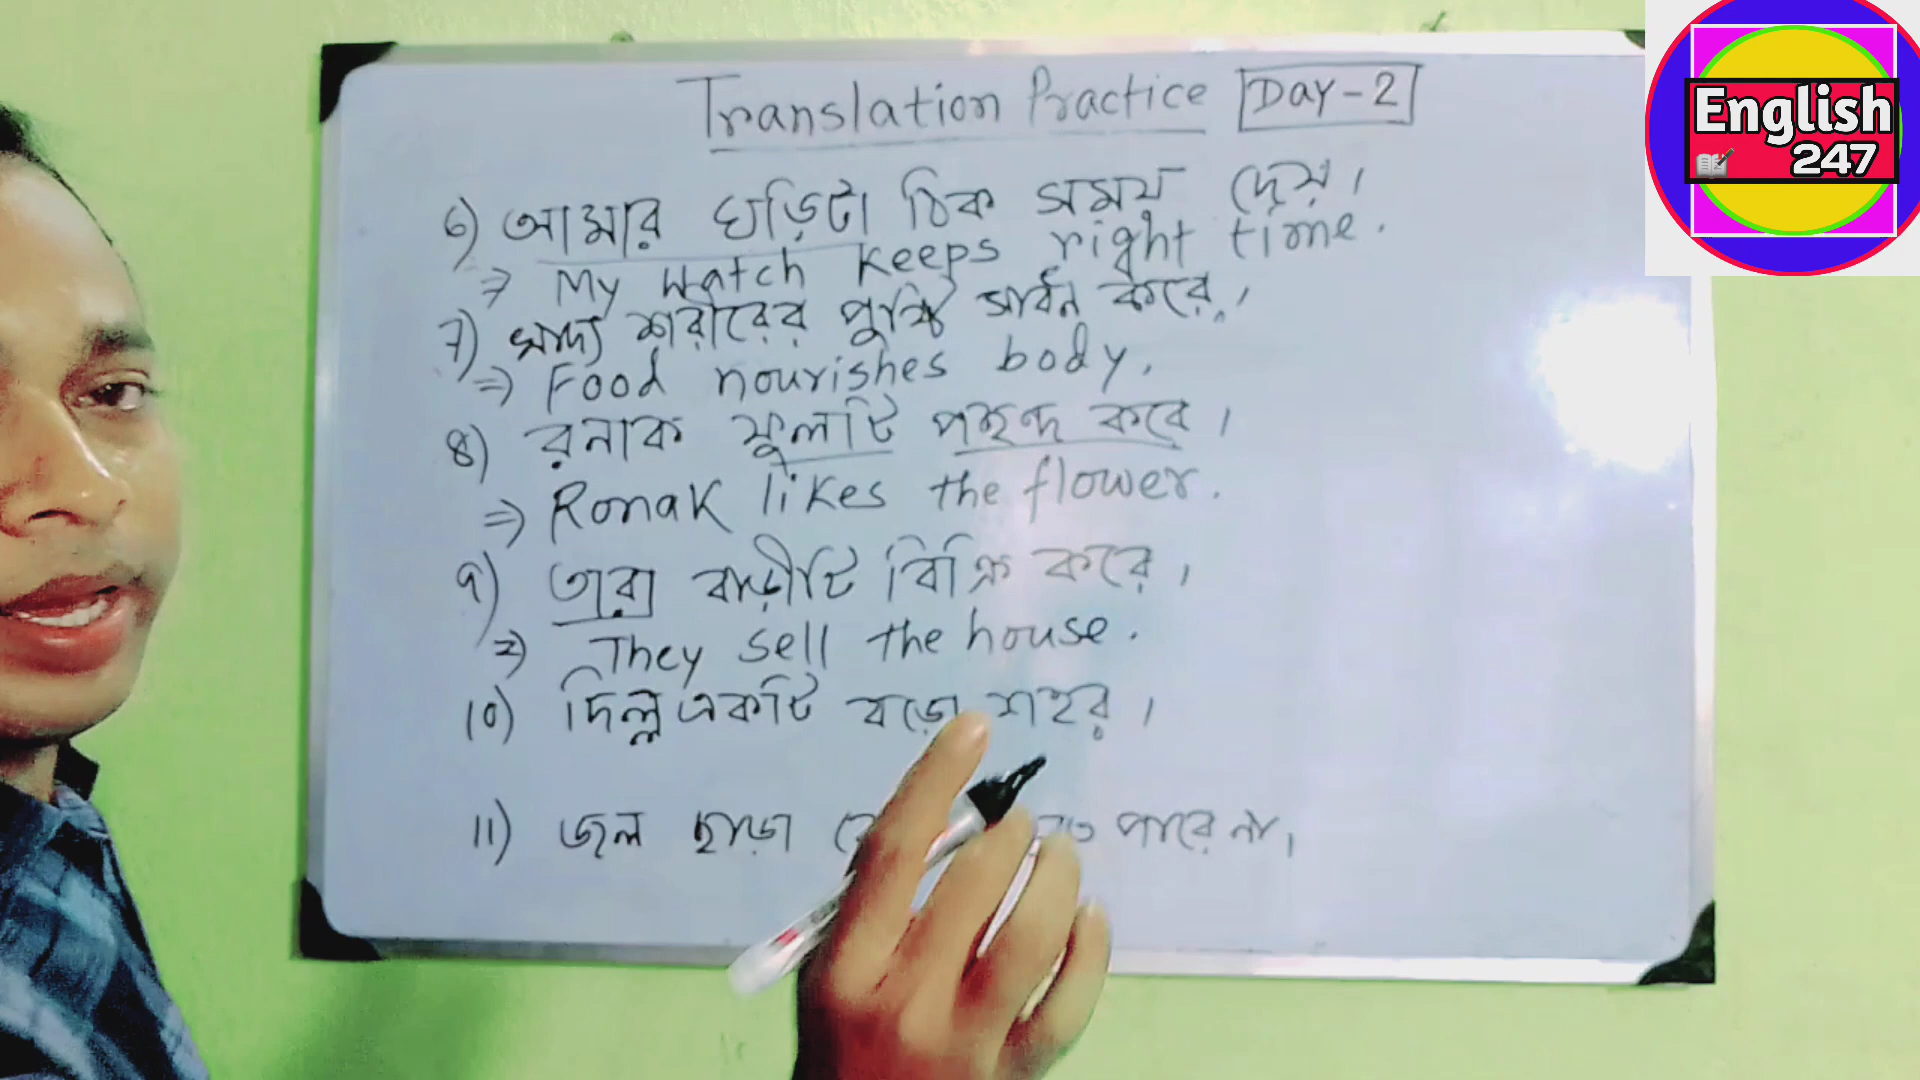 Translation Practice Day-2
English
247
6) আমার ঘড়িটা ঠিক সময় দেয়।
⇒ My watch keeps right time.
7) খাদ্য শরীরের পুষ্টি সাধন করে।
⇒ Food nourishes body.
8) রনাক ফুলটি পছন্দ করে।
⇒ Ronak likes the flower.
9) তারা বাড়ীটি বিক্রি করে।
⇒ They sell the house.
10) দিল্লি একটি বড়ো শহর।
11) জল ছাড়া পারে না।